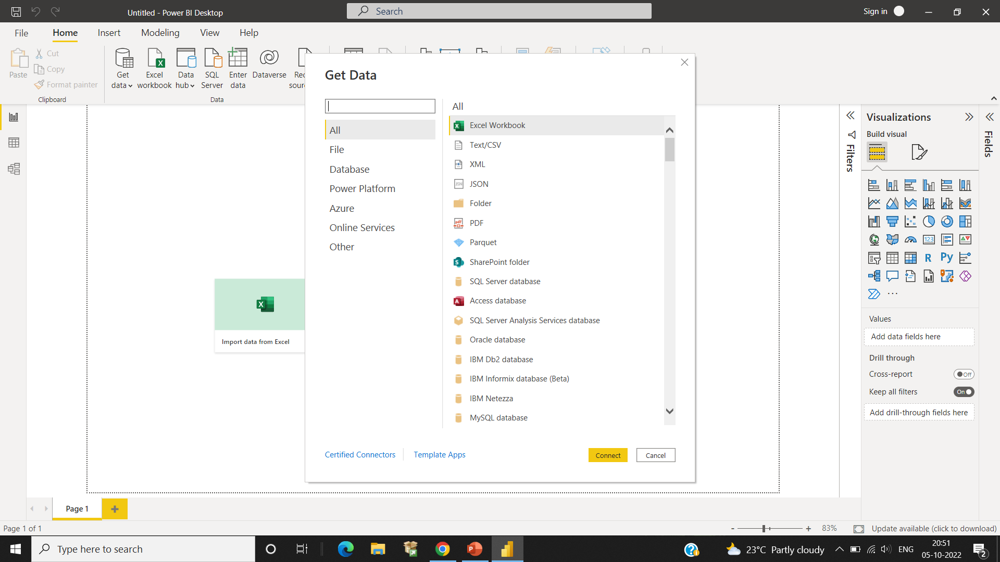 Untitled - Power BI Desktop
Search
Sign in
File
Home
Insert
Modeling
View
Help
Paste
Cut
Copy
Format painter
Clipboard
Get data
Excel workbook
Data hub
SQL Server
Enter data
Dataverse
Data
Get Data
All
File
Database
Power Platform
Azure
Online Services
Other
All
Excel Workbook
Text/CSV
XML
JSON
Folder
PDF
Parquet
SharePoint folder
SQL Server database
Access database
SQL Server Analysis Services database
Oracle database
IBM Db2 database
IBM Informix database (Beta)
IBM Netezza
MySQL database
Certified Connectors
Template Apps
Connect
Cancel
Import data from Excel
Filters
Visualizations
Build visual
123
R
Py
Values
Add data fields here
Drill through
Cross-report
Off
Keep all filters
On
Add drill-through fields here
Fields
Page 1
Page 1 of 1
- + 83%
Update available (click to download)
Type here to search
23°C Partly cloudy
ENG
20:51
05-10-2022
2